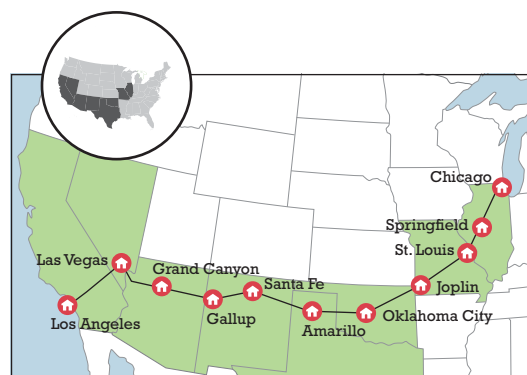 Chicago
Springfield
St. Louis
Las Vegas
Grand Canyon
Santa Fe
Joplin
Los Angeles
Gallup
Amarillo
Oklahoma City